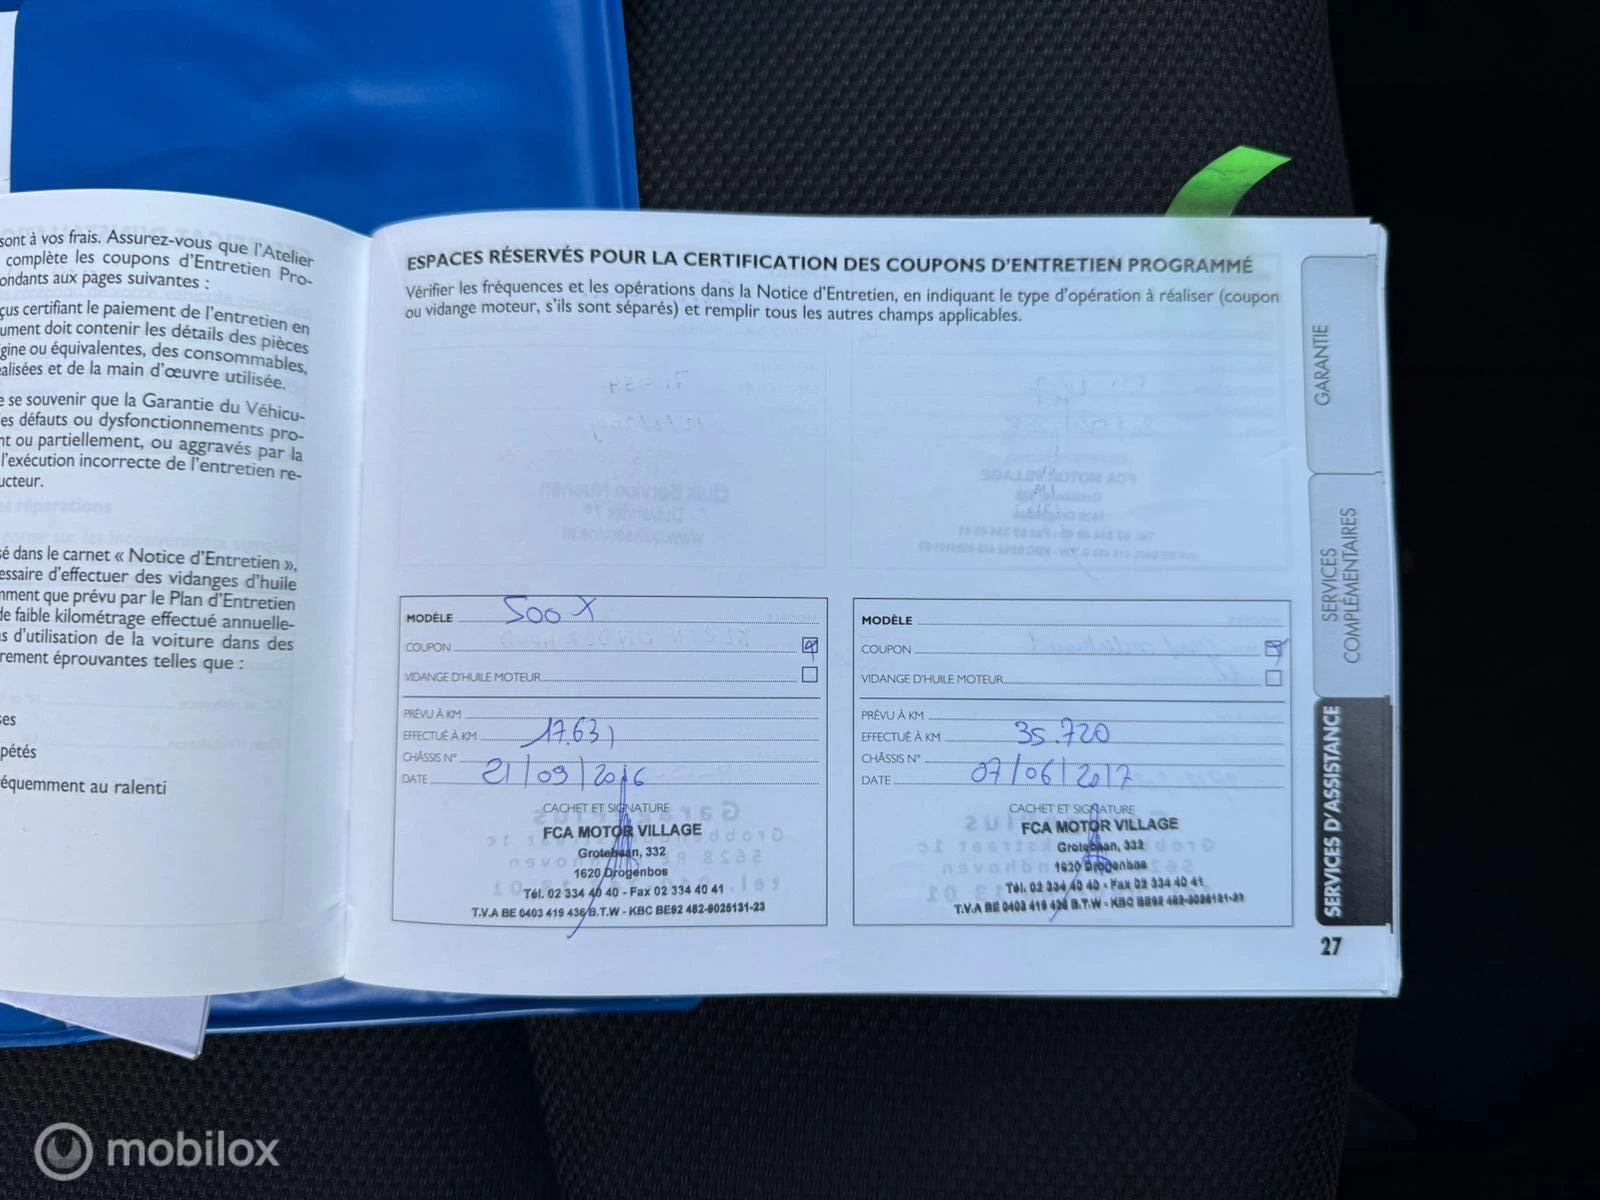 sont à vos frais. Assurez-vous que l'Atelier
complète les coupons d'Entretien Pro-
ondants aux pages suivantes :
çus certifiant le paiement de l'entretien en
ument doit contenir les détails des pièces
gine ou équivalentes, des consommables,
éalisées et de la main d'œuvre utilisée.
e se souvenir que la Garantie du Véhicu-
es défauts ou dysfonctionnements pro-
nt ou partiellement, ou aggravés par la
l'exécution incorrecte de l'entretien re-
ucteur.
sé dans le carnet « Notice d'Entretien »,
essaire d'effectuer des vidanges d'huile
mment que prévu par le Plan d'Entretien
de faible kilométrage effectué annuelle-
s d'utilisation de la voiture dans des
rement éprouvantes telles que :
ses
pétés
équemment au ralenti
ESPACES RÉSERVÉS POUR LA CERTIFICATION DES COUPONS D'ENTRETIEN PROGRAMMÉ
Vérifier les fréquences et les opérations dans la Notice d'Entretien, en indiquant le type d'opération à réaliser (coupon
ou vidange moteur, s'ils sont séparés) et remplir tous les autres champs applicables.
MODÈLE 500 X
COUPON
VIDANGE D'HUILE MOTEUR
PRÉVU À KM
EFFECTUÉ À KM 17.631
CHÂSSIS N°
DATE 21/09/2016
CACHET ET SIGNATURE
FCA MOTOR VILLAGE
Grotebaan, 332
1620 Drogenbos
Tél. 02 334 40 40 - Fax 02 334 40 41
T.V.A BE 0403 419 436 B.T.W - KBC BE92 482-9025131-23
MODÈLE
COUPON
VIDANGE D'HUILE MOTEUR
PRÉVU À KM
EFFECTUÉ À KM 35.720
CHÂSSIS N°
DATE 07/06/2017
CACHET ET SIGNATURE
FCA MOTOR VILLAGE
Grotebaan, 332
1620 Drogenbos
Tél. 02 334 40 40 - Fax 02 334 40 41
T.V.A BE 0403 419 436 B.T.W - KBC BE92 482-9025131-23
GARANTIE
SERVICES
COMPLÉMENTAIRES
SERVICES D'ASSISTANCE
27
mobilox